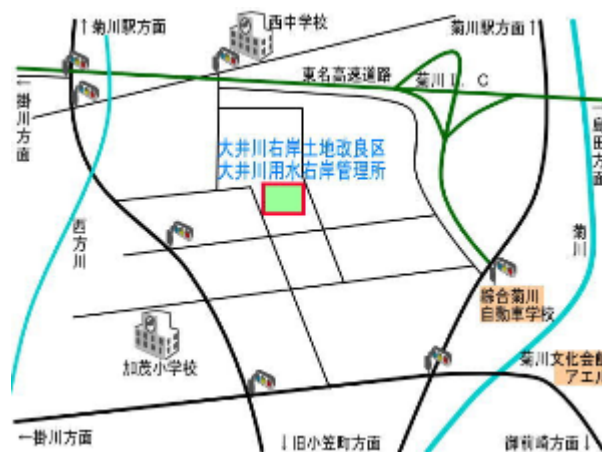 ↑菊川駅方面
西中学校
菊川駅方面↑
東名高速道路
菊川I. C
←掛川方面
島田方面→
大井川右岸土地改良区
大井川用水右岸管理所
西方川
菊川
綜合菊川
自動車学校
加茂小学校
菊川文化会館
アエル
←掛川方面
↓旧小笠町方面
御前崎方面↓